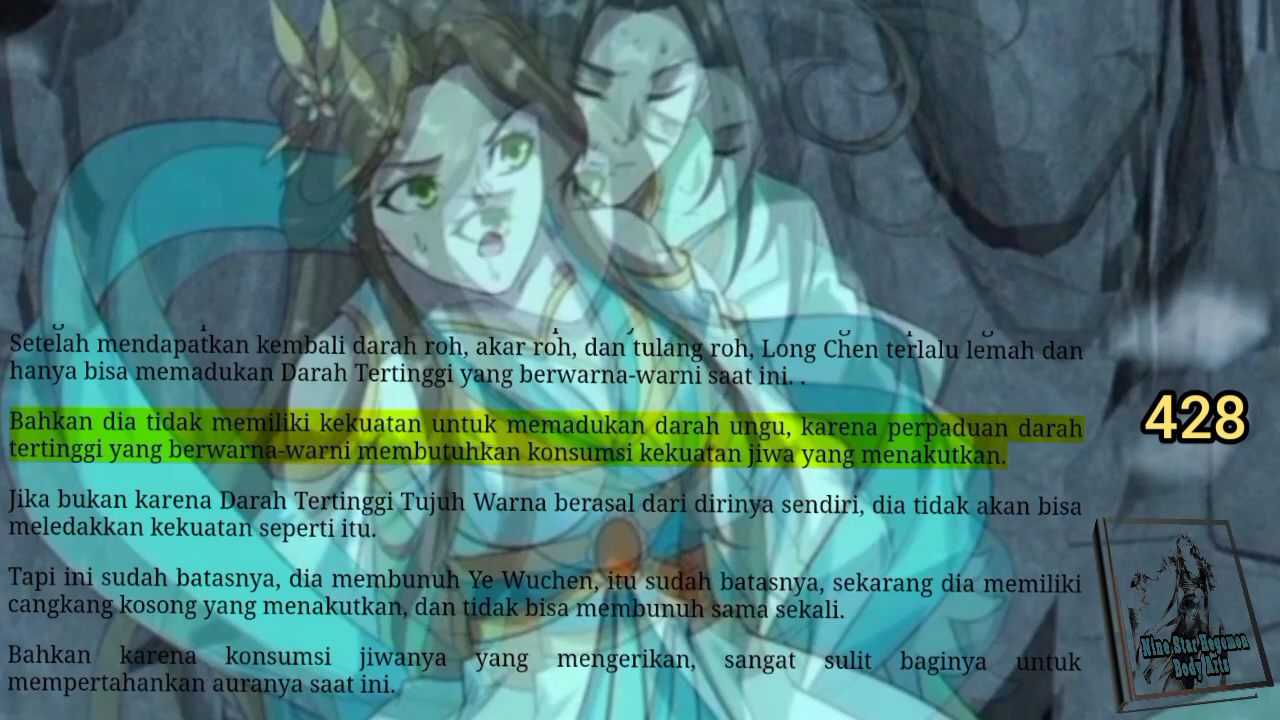 Setelah mendapatkan kembali darah roh, akar roh, dan tulang roh, Long Chen terlalu lemah dan
hanya bisa memadukan Darah Tertinggi yang berwarna-warni saat ini. .
Bahkan dia tidak memiliki kekuatan untuk memadukan darah ungu, karena perpaduan darah
tertinggi yang berwarna-warni membutuhkan konsumsi kekuatan jiwa yang menakutkan.
Jika bukan karena Darah Tertinggi Tujuh Warna berasal dari dirinya sendiri, dia tidak akan bisa
meledakkan kekuatan seperti itu.
Tapi ini sudah batasnya, dia membunuh Ye Wuchen, itu sudah batasnya, sekarang dia memiliki
cangkang kosong yang menakutkan, dan tidak bisa membunuh sama sekali.
Bahkan karena konsumsi jiwanya yang mengerikan, sangat sulit baginya untuk
mempertahankan auranya saat ini.
428
Nine Star Hegemon
Body Arts